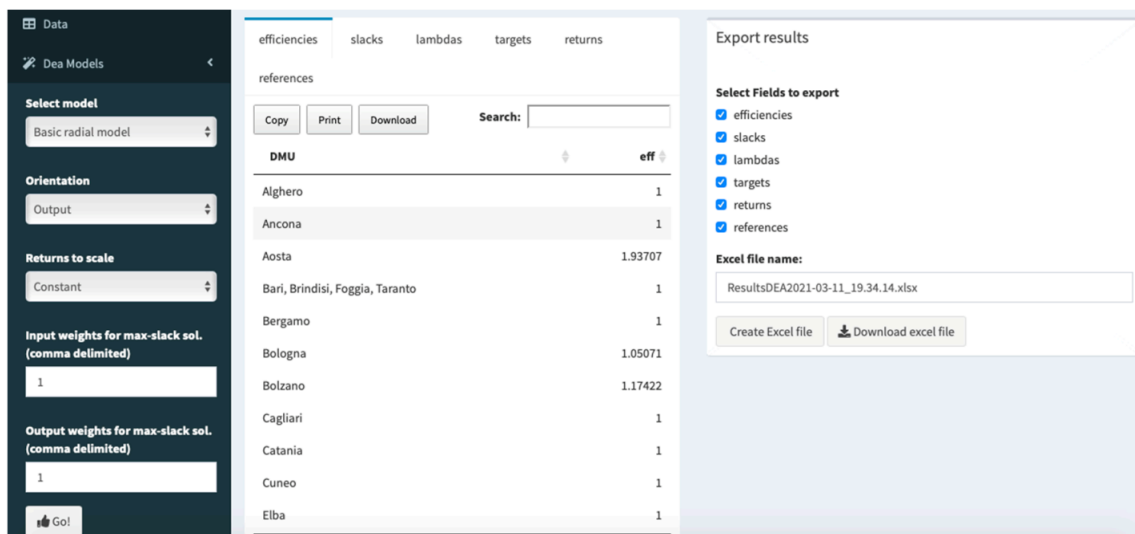 Data
Dea Models
Select model
Basic radial model
Orientation
Output
Returns to scale
Constant
Input weights for max-slack sol.
(comma delimited)
1
Output weights for max-slack sol.
(comma delimited)
1
Go!
efficiencies slacks lambdas targets returns
references
Copy Print Download Search:
DMU eff
Alghero 1
Ancona 1
Aosta 1.93707
Bari, Brindisi, Foggia, Taranto 1
Bergamo 1
Bologna 1.05071
Bolzano 1.17422
Cagliari 1
Catania 1
Cuneo 1
Elba 1
Export results
Select Fields to export
efficiencies
slacks
lambdas
targets
returns
references
Excel file name:
ResultsDEA2021-03-11_19.34.14.xlsx
Create Excel file Download excel file